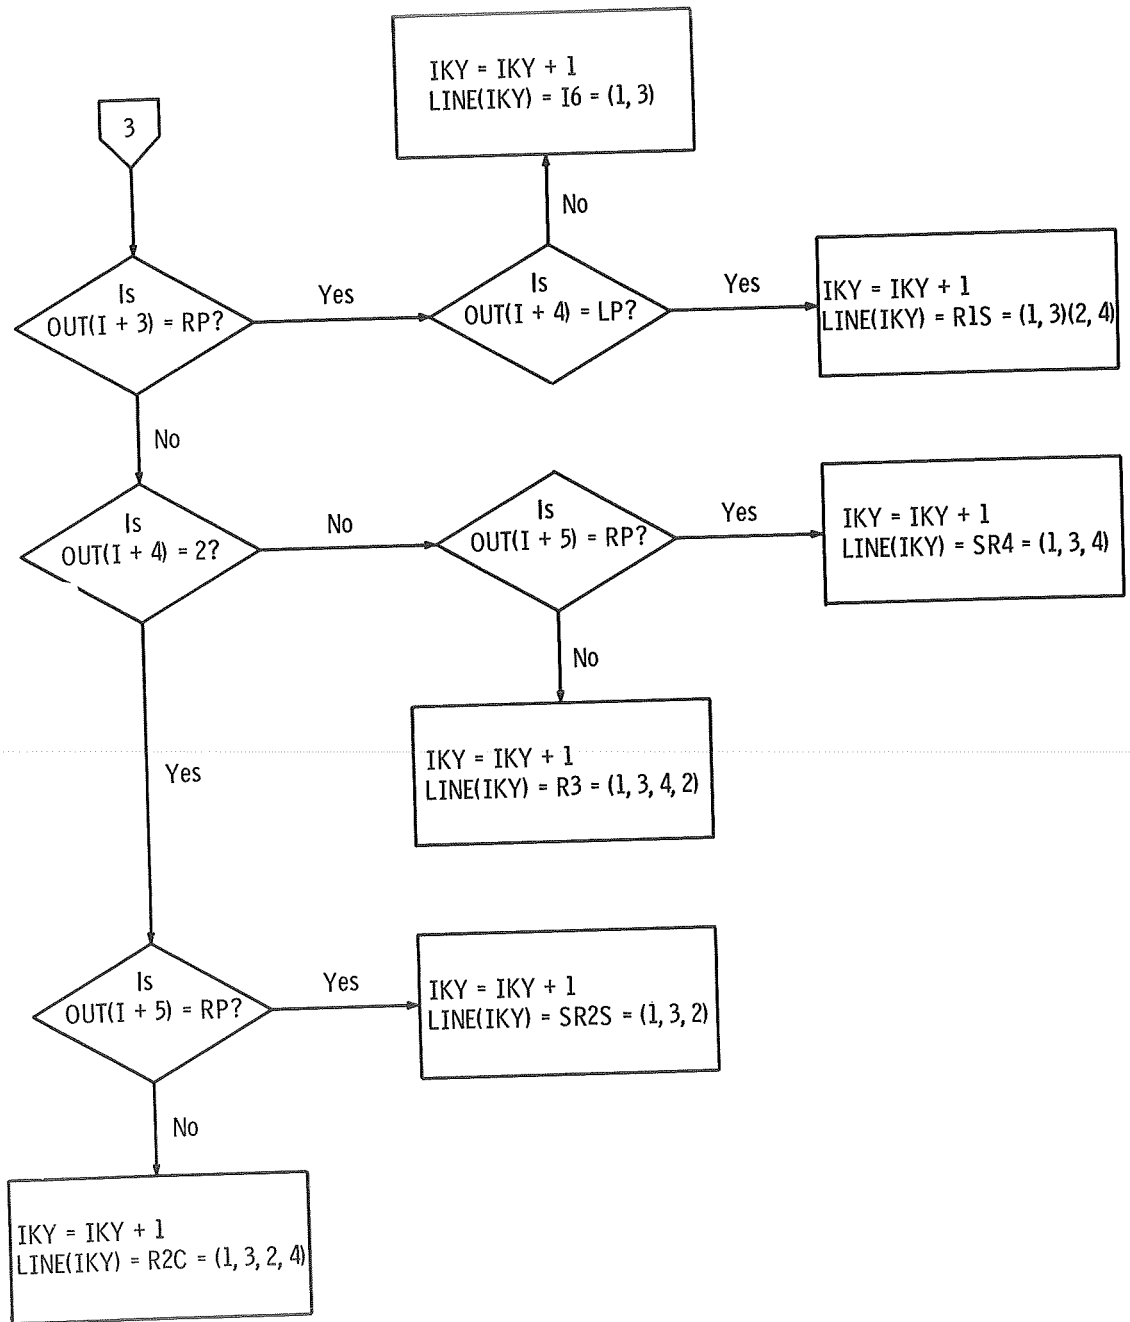 IKY = IKY + 1
LINE(IKY) = I6 = (1, 3)
3
No
Is
OUT(I + 3) = RP?
Yes
Is
OUT(I + 4) = LP?
Yes
IKY = IKY + 1
LINE(IKY) = R1S = (1, 3)(2, 4)
No
Is
OUT(I + 4) = 2?
No
Is
OUT(I + 5) = RP?
Yes
IKY = IKY + 1
LINE(IKY) = SR4 = (1, 3, 4)
No
IKY = IKY + 1
LINE(IKY) = R3 = (1, 3, 4, 2)
Yes
Is
OUT(I + 5) = RP?
Yes
IKY = IKY + 1
LINE(IKY) = SR2S = (1, 3, 2)
No
IKY = IKY + 1
LINE(IKY) = R2C = (1, 3, 2, 4)